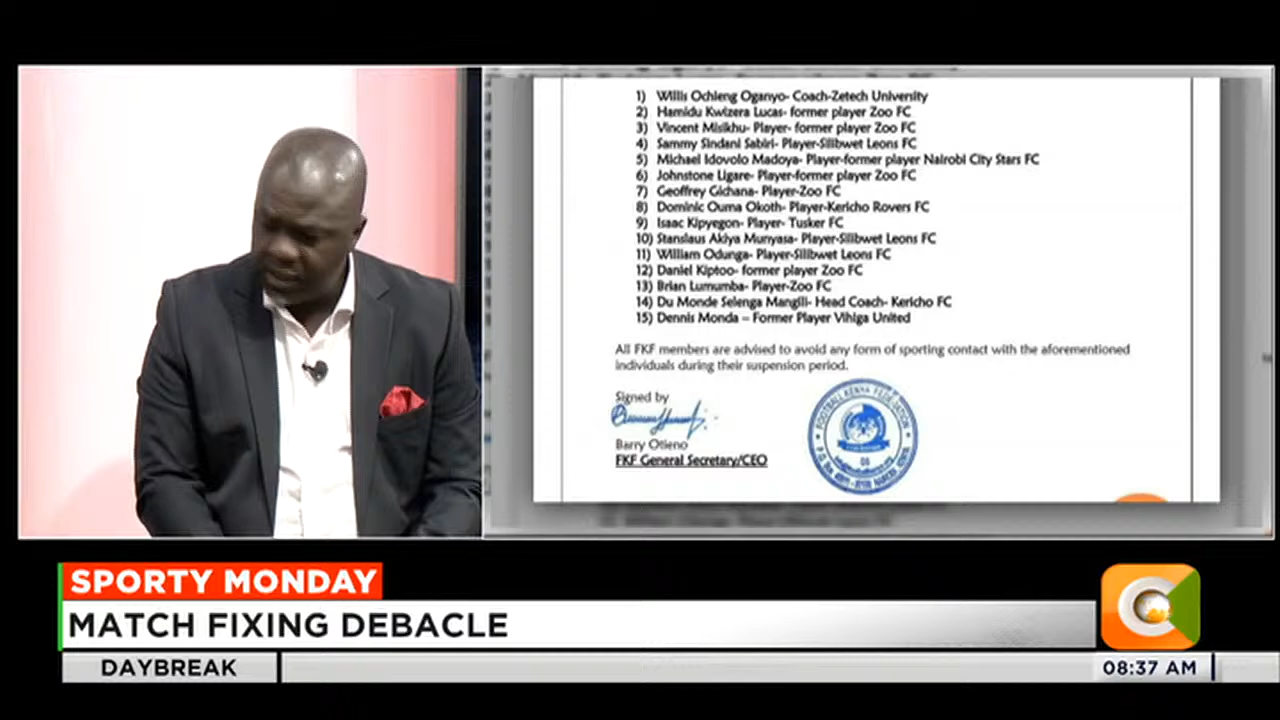 1) Willis Ochieng Oganyo- Coach-Zetech University
2) Hamidu Kwizera Lucas- former player Zoo FC
3) Vincent Misikhu- Player- former player Zoo FC
4) Sammy Sindani Sabiri- Player-Silibwet Leons FC
5) Michael Idovolo Madoya- Player-former player Nairobi City Stars FC
6) Johnstone Ligare- Player-former player Zoo FC
7) Geoffrey Gichana- Player-Zoo FC
8) Dominic Ouma Okoth- Player-Kericho Rovers FC
9) Isaac Kipyegon- Player- Tusker FC
10) Stanslaus Akiya Munyasa- Player-Silibwet Leons FC
11) William Odunga- Player-Silibwet Leons FC
12) Daniel Kiptoo- former player Zoo FC
13) Brian Lumumba- Player-Zoo FC
14) Du Monde Selenga Mangili- Head Coach- Kericho FC
15) Dennis Monda – Former Player Vihiga United
All FKF members are advised to avoid any form of sporting contact with the aforementioned
individuals during their suspension period.
Signed by
Barry Otieno
FKF General Secretary/CEO
FOOTBALL KENYA FEDERATION
SPORTY MONDAY
MATCH FIXING DEBACLE
DAYBREAK
08:37 AM